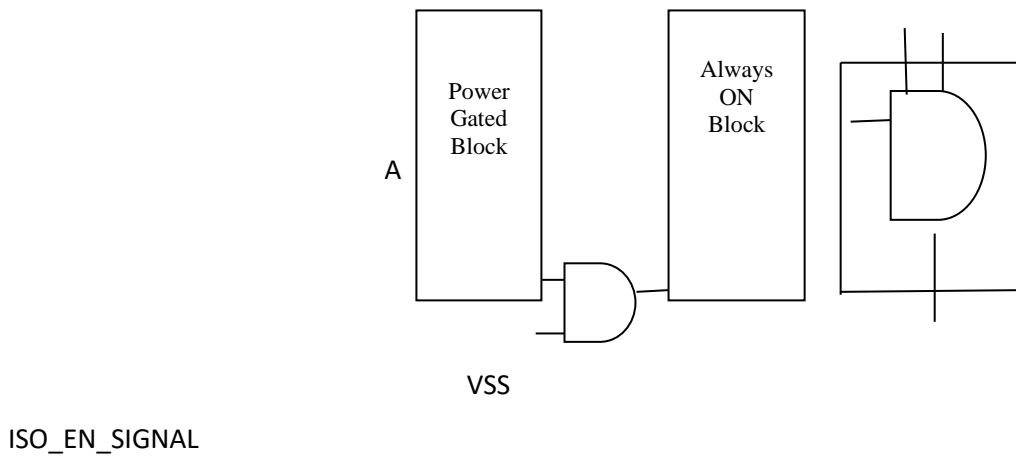 Power
Gated
Block
Always
ON
Block
A
VSS
ISO_EN_SIGNAL